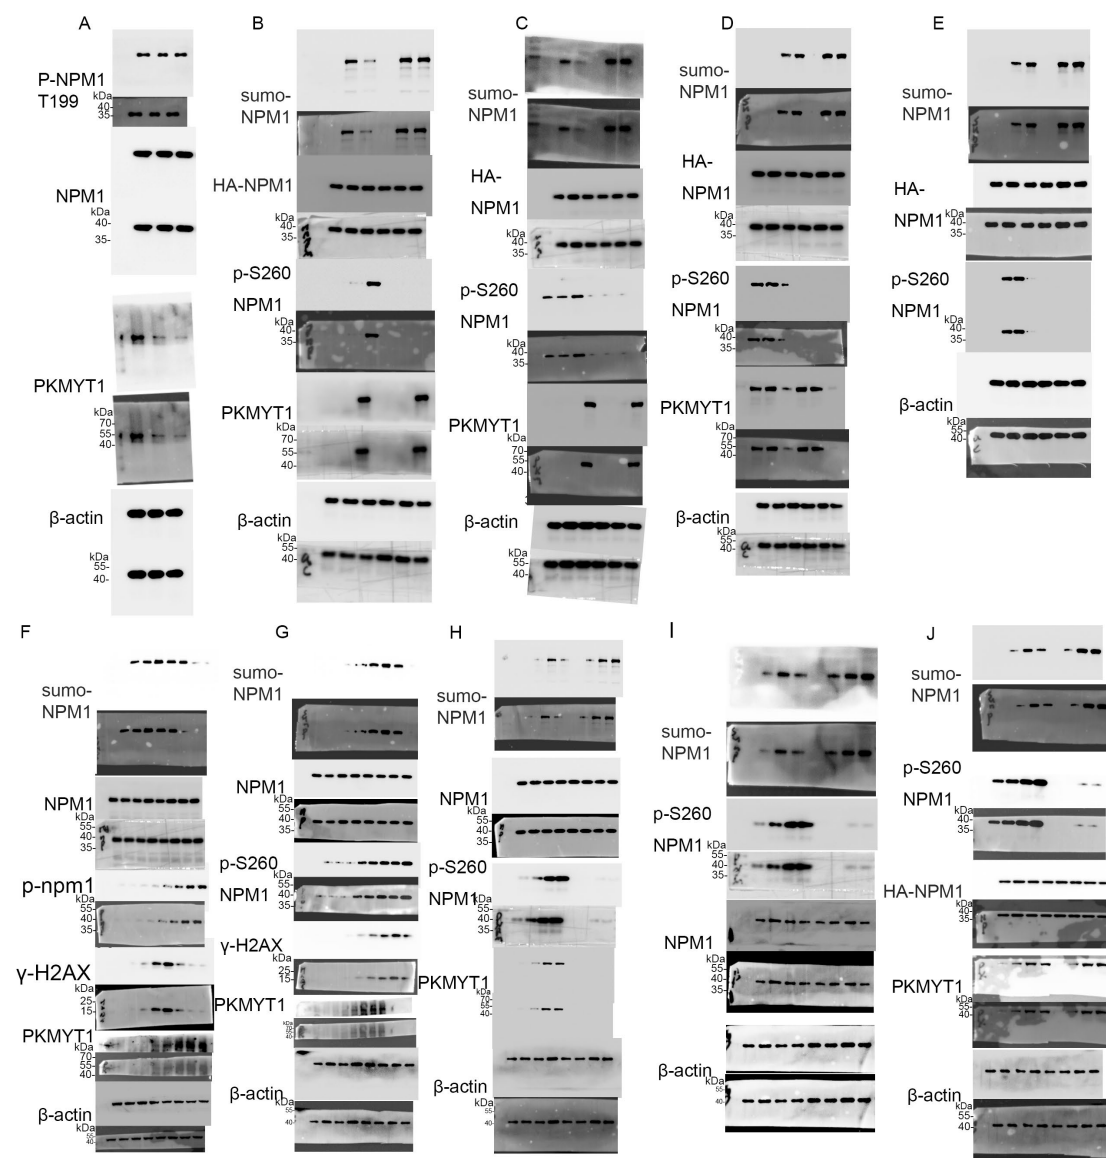 A
P-NPM1
T199
kDa
40-
35-
NPM1
kDa
40-
35-
PKMYT1
kDa
70-
55-
40-
β-actin
kDa
55-
40-
B
sumo-
NPM1
HA-NPM1
kDa
40-
35-
p-S260
NPM1
kDa
40-
35-
PKMYT1
kDa
70-
55-
40-
β-actin
kDa
55-
40-
C
sumo-
NPM1
HA-
NPM1
kDa
40-
35-
p-S260
NPM1
kDa
40-
35-
PKMYT1
kDa
70-
55-
40-
β-actin
kDa
55-
40-
D
sumo-
NPM1
HA-
NPM1
kDa
40-
35-
p-S260
NPM1
kDa
40-
35-
PKMYT1
kDa
70-
55-
40-
β-actin
kDa
55-
40-
E
sumo-
NPM1
HA-
NPM1
kDa
40-
35-
p-S260
NPM1
kDa
40-
35-
β-actin
kDa
55-
40-
F
sumo-
NPM1
NPM1
kDa
55-
40-
35-
p-npm1
kDa
55-
40-
35-
γ-H2AX
kDa
25-
15-
PKMYT1
kDa
70-
55-
40-
β-actin
55-
40-
G
sumo-
NPM1
NPM1
kDa
55-
40-
35-
p-S260
NPM1
kDa
55-
40-
35-
γ-H2AX
kDa
25-
15-
PKMYT1
kDa
70-
55-
40-
β-actin
kDa
55-
40-
H
sumo-
NPM1
NPM1
kDa
55-
40-
35-
p-S260
NPM1
kDa
55-
40-
35-
PKMYT1
kDa
70-
55-
40-
β-actin
kDa
55-
40-
I
sumo-
NPM1
p-S260
NPM1
kDa
55-
40-
35-
NPM1
kDa
55-
40-
35-
β-actin
kDa
55-
40-
J
sumo-
NPM1
p-S260
NPM1
kDa
40-
35-
HA-NPM1
kDa
40-
35-
PKMYT1
kDa
55-
40-
β-actin
kDa
55-
40-